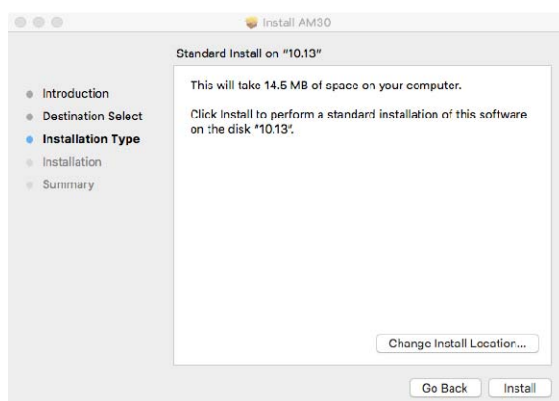 Install AM30
Standard Install on "10.13"
Introduction
Destination Select
Installation Type
Installation
Summary
This will take 14.5 MB of space on your computer.
Click Install to perform a standard installation of this software
on the disk "10.13".
Change Install Location...
Go Back
Install